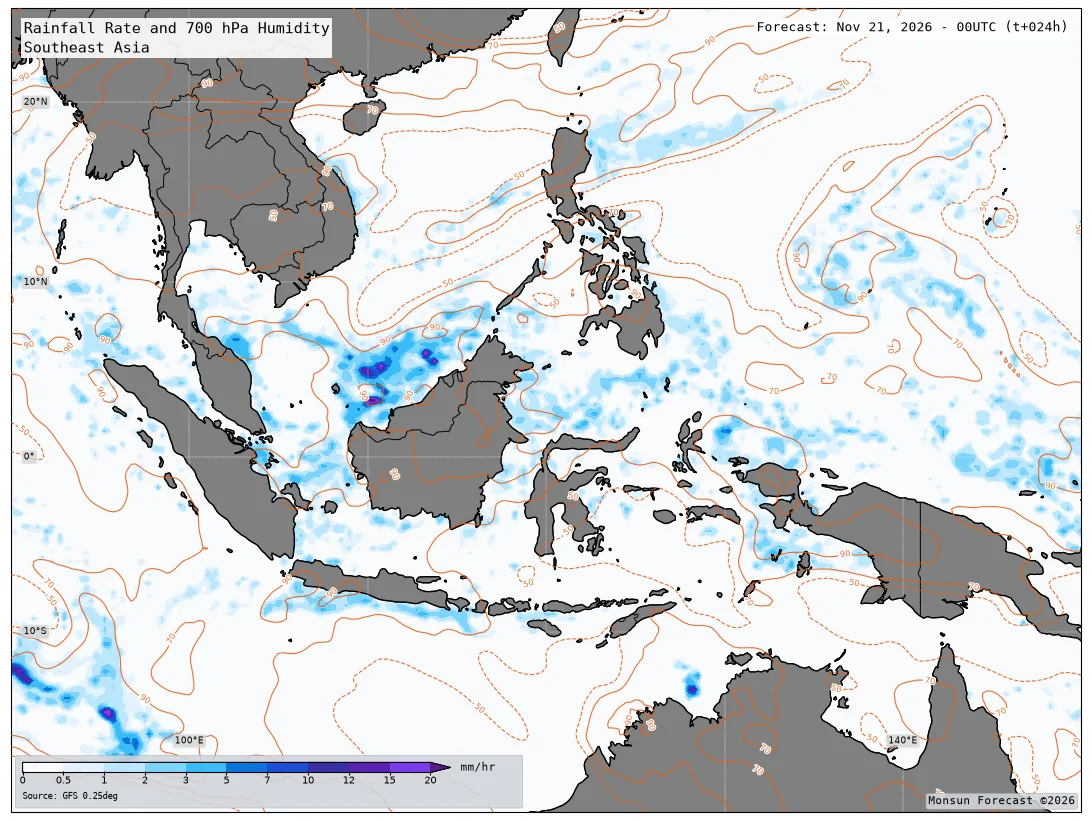 Rainfall Rate and 700 hPa Humidity
Southeast Asia
Forecast: Nov 21, 2026 - 00UTC (t+024h)
20°N
10°N
0°
10°S
100°E
140°E
0 0.5 1 2 3 5 7 10 12 15 20 mm/hr
Source: GFS 0.25deg
Monsun Forecast ©2026